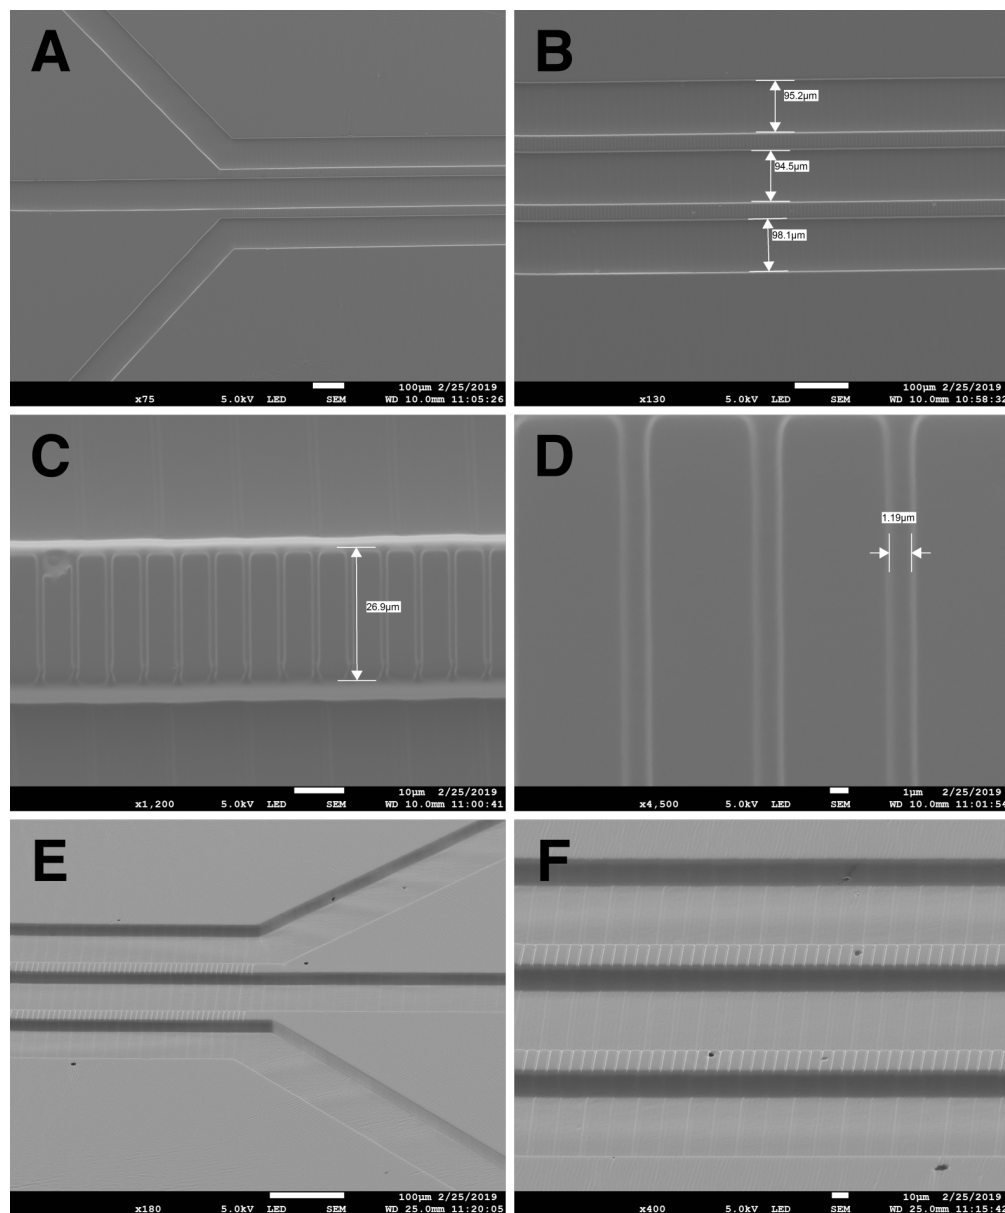 A
100µm 2/25/2019
x75 5.0kV LED SEM WD 10.0mm 11:05:26
B
95.2µm
94.5µm
98.1µm
100µm 2/25/2019
x130 5.0kV LED SEM WD 10.0mm 10:58:32
C
26.9µm
10µm 2/25/2019
x1,200 5.0kV LED SEM WD 10.0mm 11:00:41
D
1.19µm
1µm 2/25/2019
x4,500 5.0kV LED SEM WD 10.0mm 11:01:54
E
100µm 2/25/2019
x180 5.0kV LED SEM WD 25.0mm 11:20:05
F
10µm 2/25/2019
x400 5.0kV LED SEM WD 25.0mm